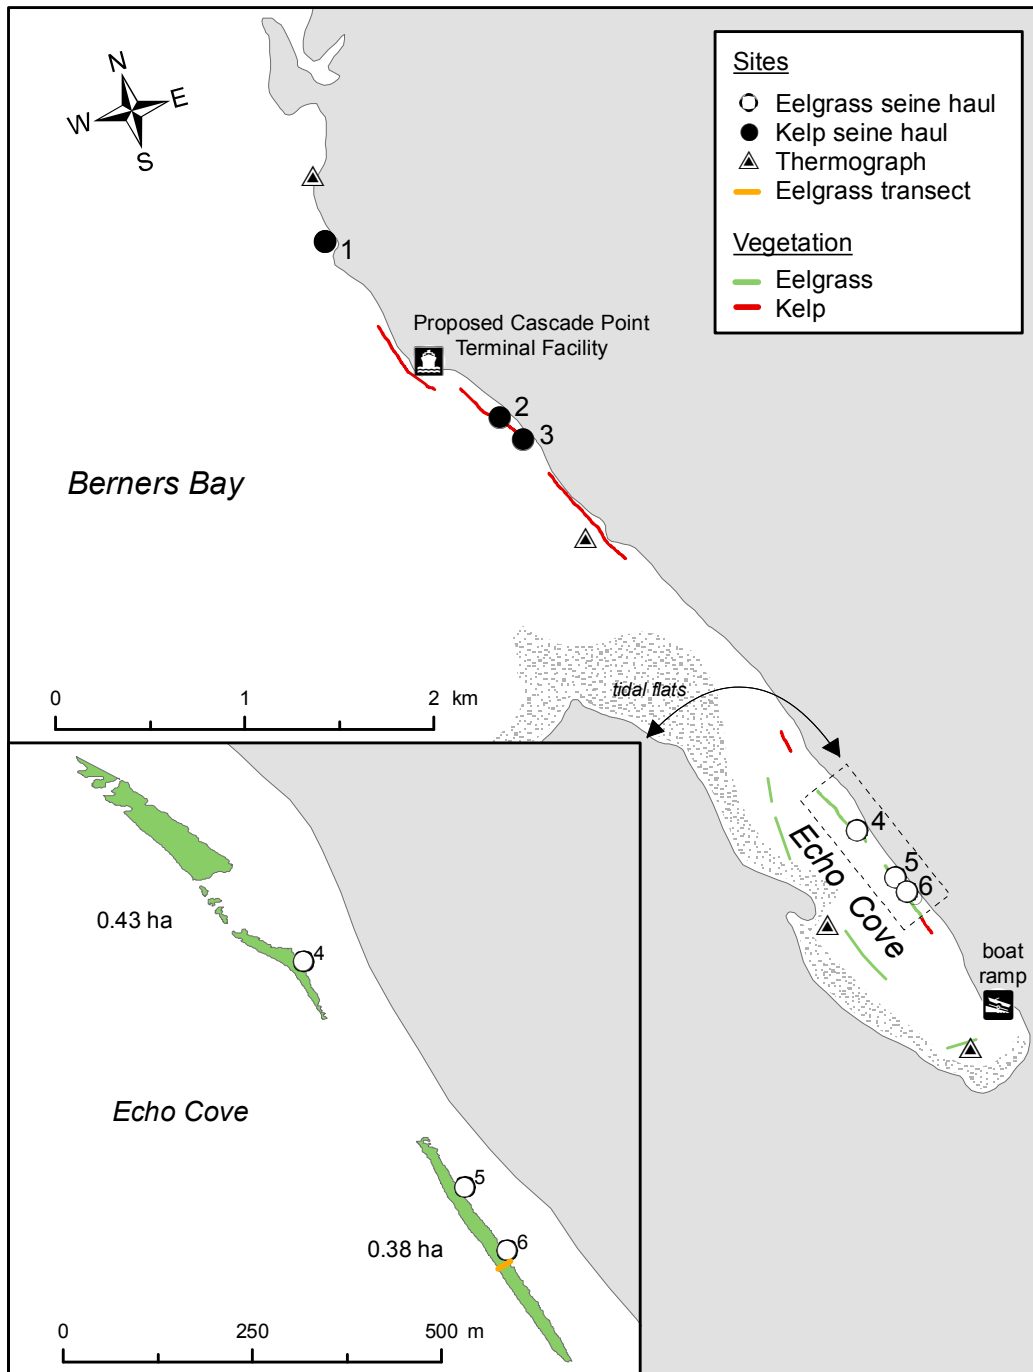 N
E
W
S
Sites
Eelgrass seine haul
Kelp seine haul
Thermograph
Eelgrass transect
Vegetation
Eelgrass
Kelp
1
Proposed Cascade Point
Terminal Facility
2
3
Berners Bay
0 1 2 km
tidal flats
4
5
6
Echo Cove
boat
ramp
0.43 ha
4
Echo Cove
5
6
0.38 ha
0 250 500 m